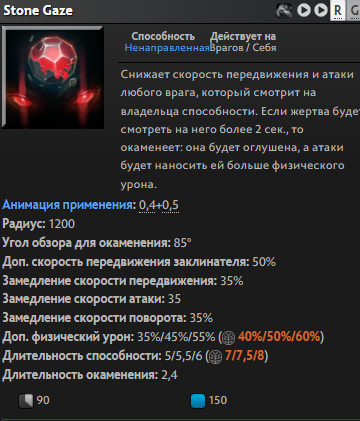 Stone Gaze
R G
Способность Действует на
Ненаправленная Врагов / Себя
Снижает скорость передвижения и атаки
любого врага, который смотрит на
владельца способности. Если жертва будет
смотреть на него более 2 сек., то
окаменеет: она будет оглушена, а атаки
будет наносить ей больше физического
урона.
Анимация применения: 0,4+0,5
Радиус: 1200
Угол обзора для окаменения: 85°
Доп. скорость передвижения заклинателя: 50%
Замедление скорости передвижения: 35%
Замедление скорости атаки: 35
Замедление скорости поворота: 35%
Доп. физический урон: 35%/45%/55% (40%/50%/60%)
Длительность способности: 5/5,5/6 (7/7,5/8)
Длительность окаменения: 2,4
90 150